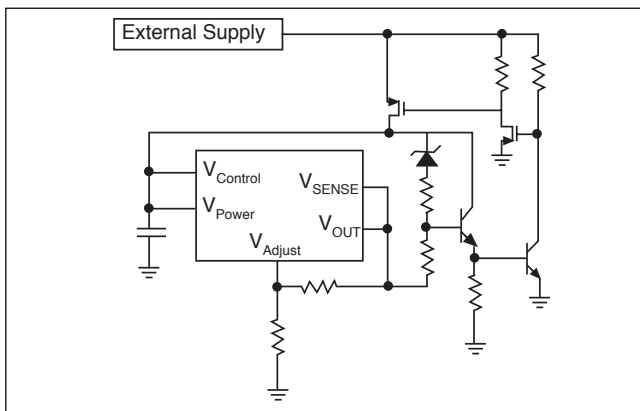 External Supply
VControl
VSENSE
VPower
VOUT
VAdjust